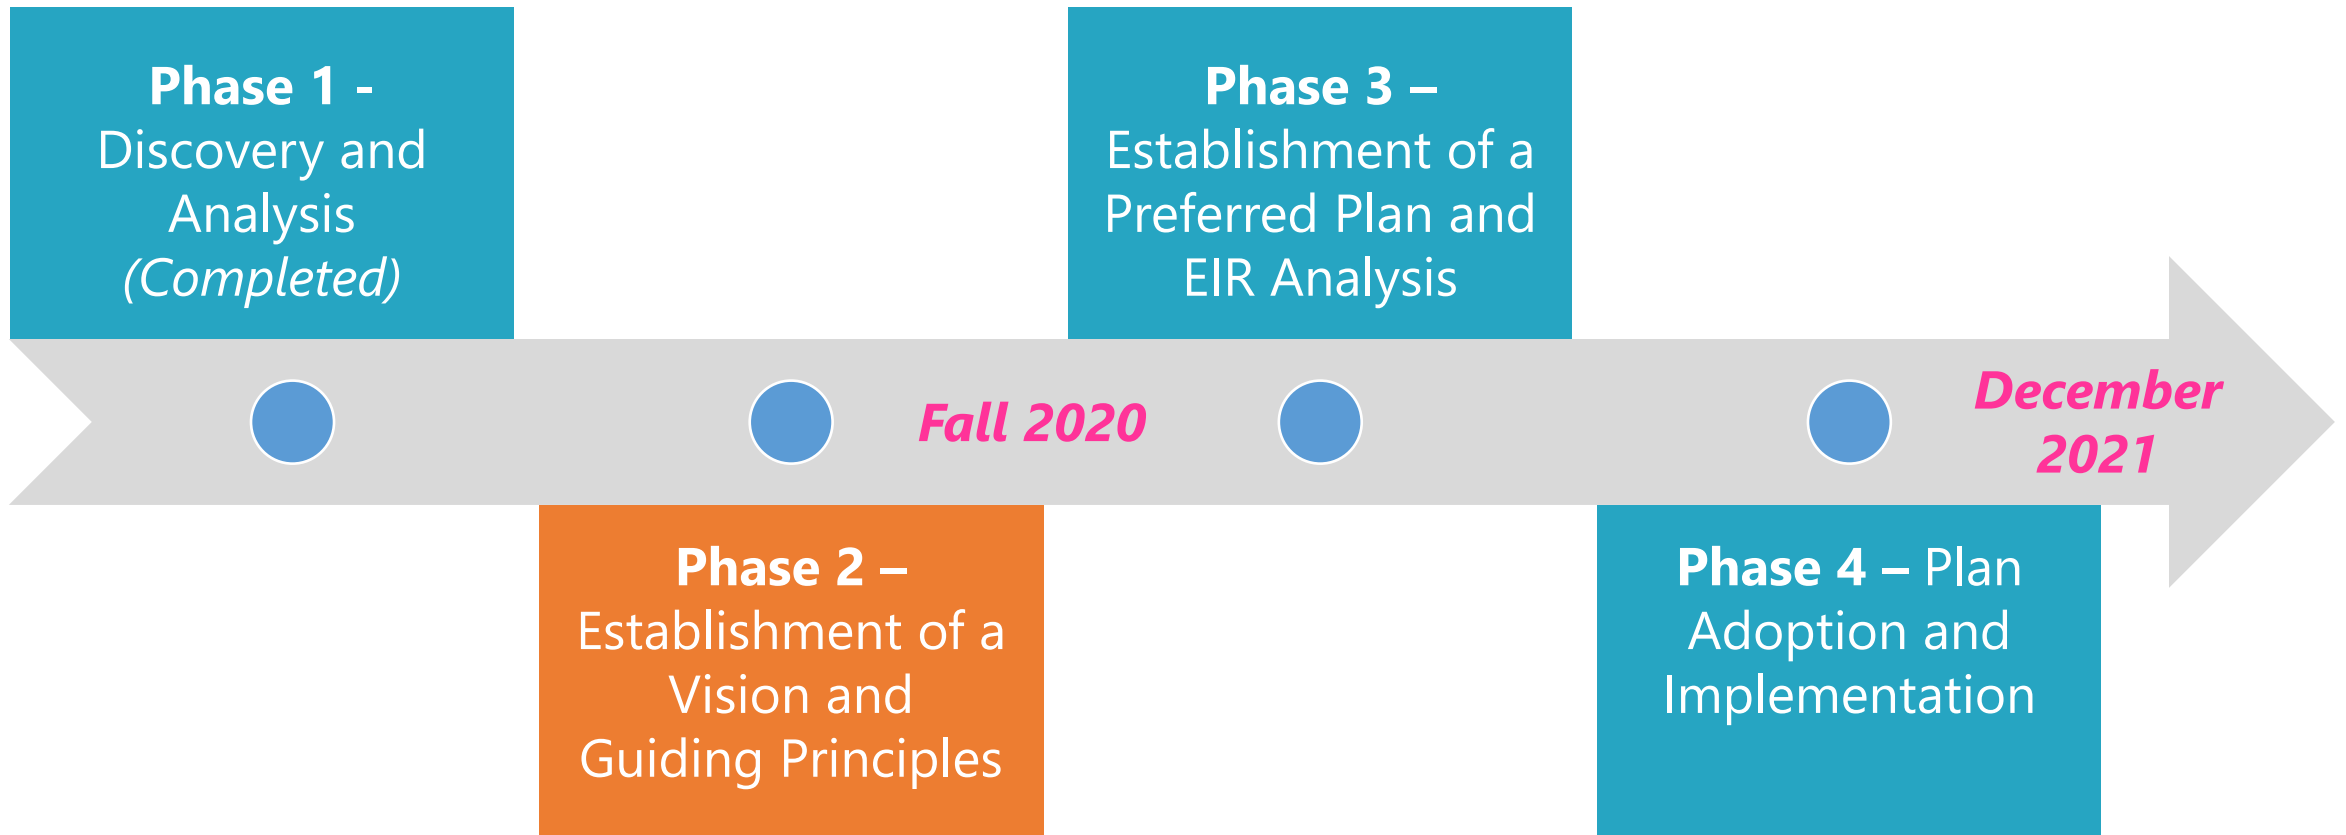 Phase 1 -
Discovery and
Analysis
(Completed)
Phase 3 –
Establishment of a
Preferred Plan and
EIR Analysis
Fall 2020
December
2021
Phase 2 –
Establishment of a
Vision and
Guiding Principles
Phase 4 – Plan
Adoption and
Implementation